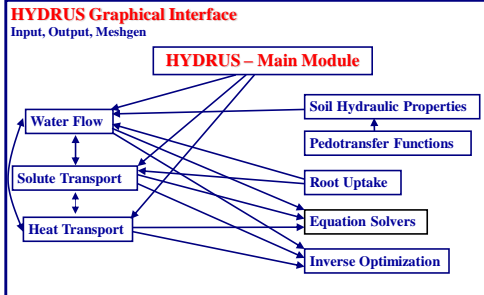 HYDRUS Graphical Interface
Input, Output, Meshgen
HYDRUS – Main Module
Soil Hydraulic Properties
Water Flow
Pedotransfer Functions
Solute Transport
Root Uptake
Equation Solvers
Heat Transport
Inverse Optimization